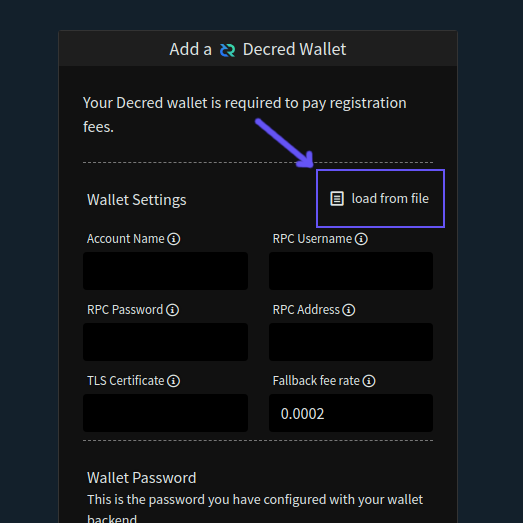 Add a Decred Wallet
Your Decred wallet is required to pay registration
fees.
Wallet Settings
load from file
Account Name
RPC Username
RPC Password
RPC Address
TLS Certificate
Fallback fee rate
0.0002
Wallet Password
This is the password you have configured with your wallet
backend